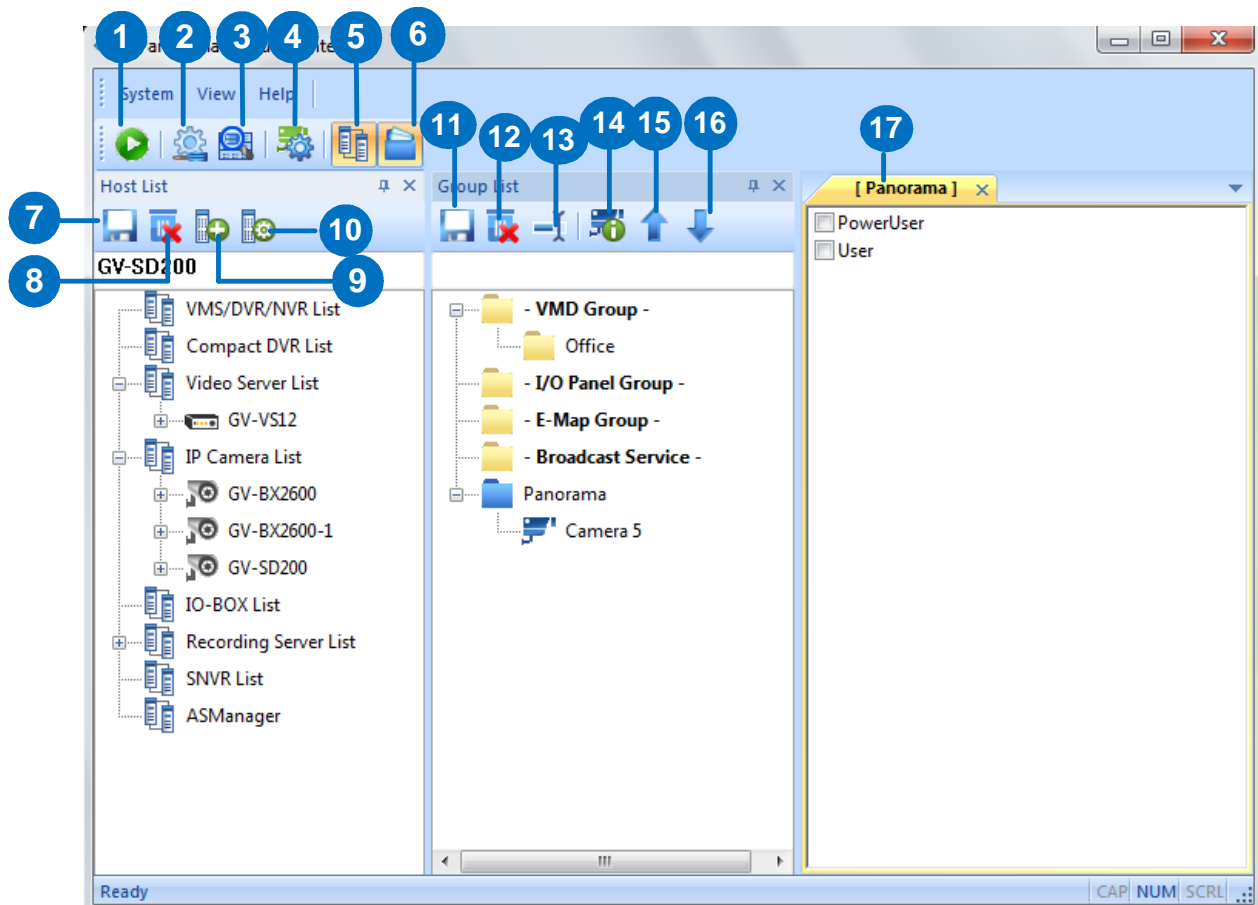 1 2 3 4 5 6
System View Help
11 12 13 14 15 16 17
Host List
Group List
[ Panorama ]
7
10
PowerUser
User
GV-SD200
8 9
VMS/DVR/NVR List
Compact DVR List
Video Server List
GV-VS12
IP Camera List
GV-BX2600
GV-BX2600-1
GV-SD200
IO-BOX List
Recording Server List
SNVR List
ASManager
- VMD Group -
Office
- I/O Panel Group -
- E-Map Group -
- Broadcast Service -
Panorama
Camera 5
Ready
CAP NUM SCRL